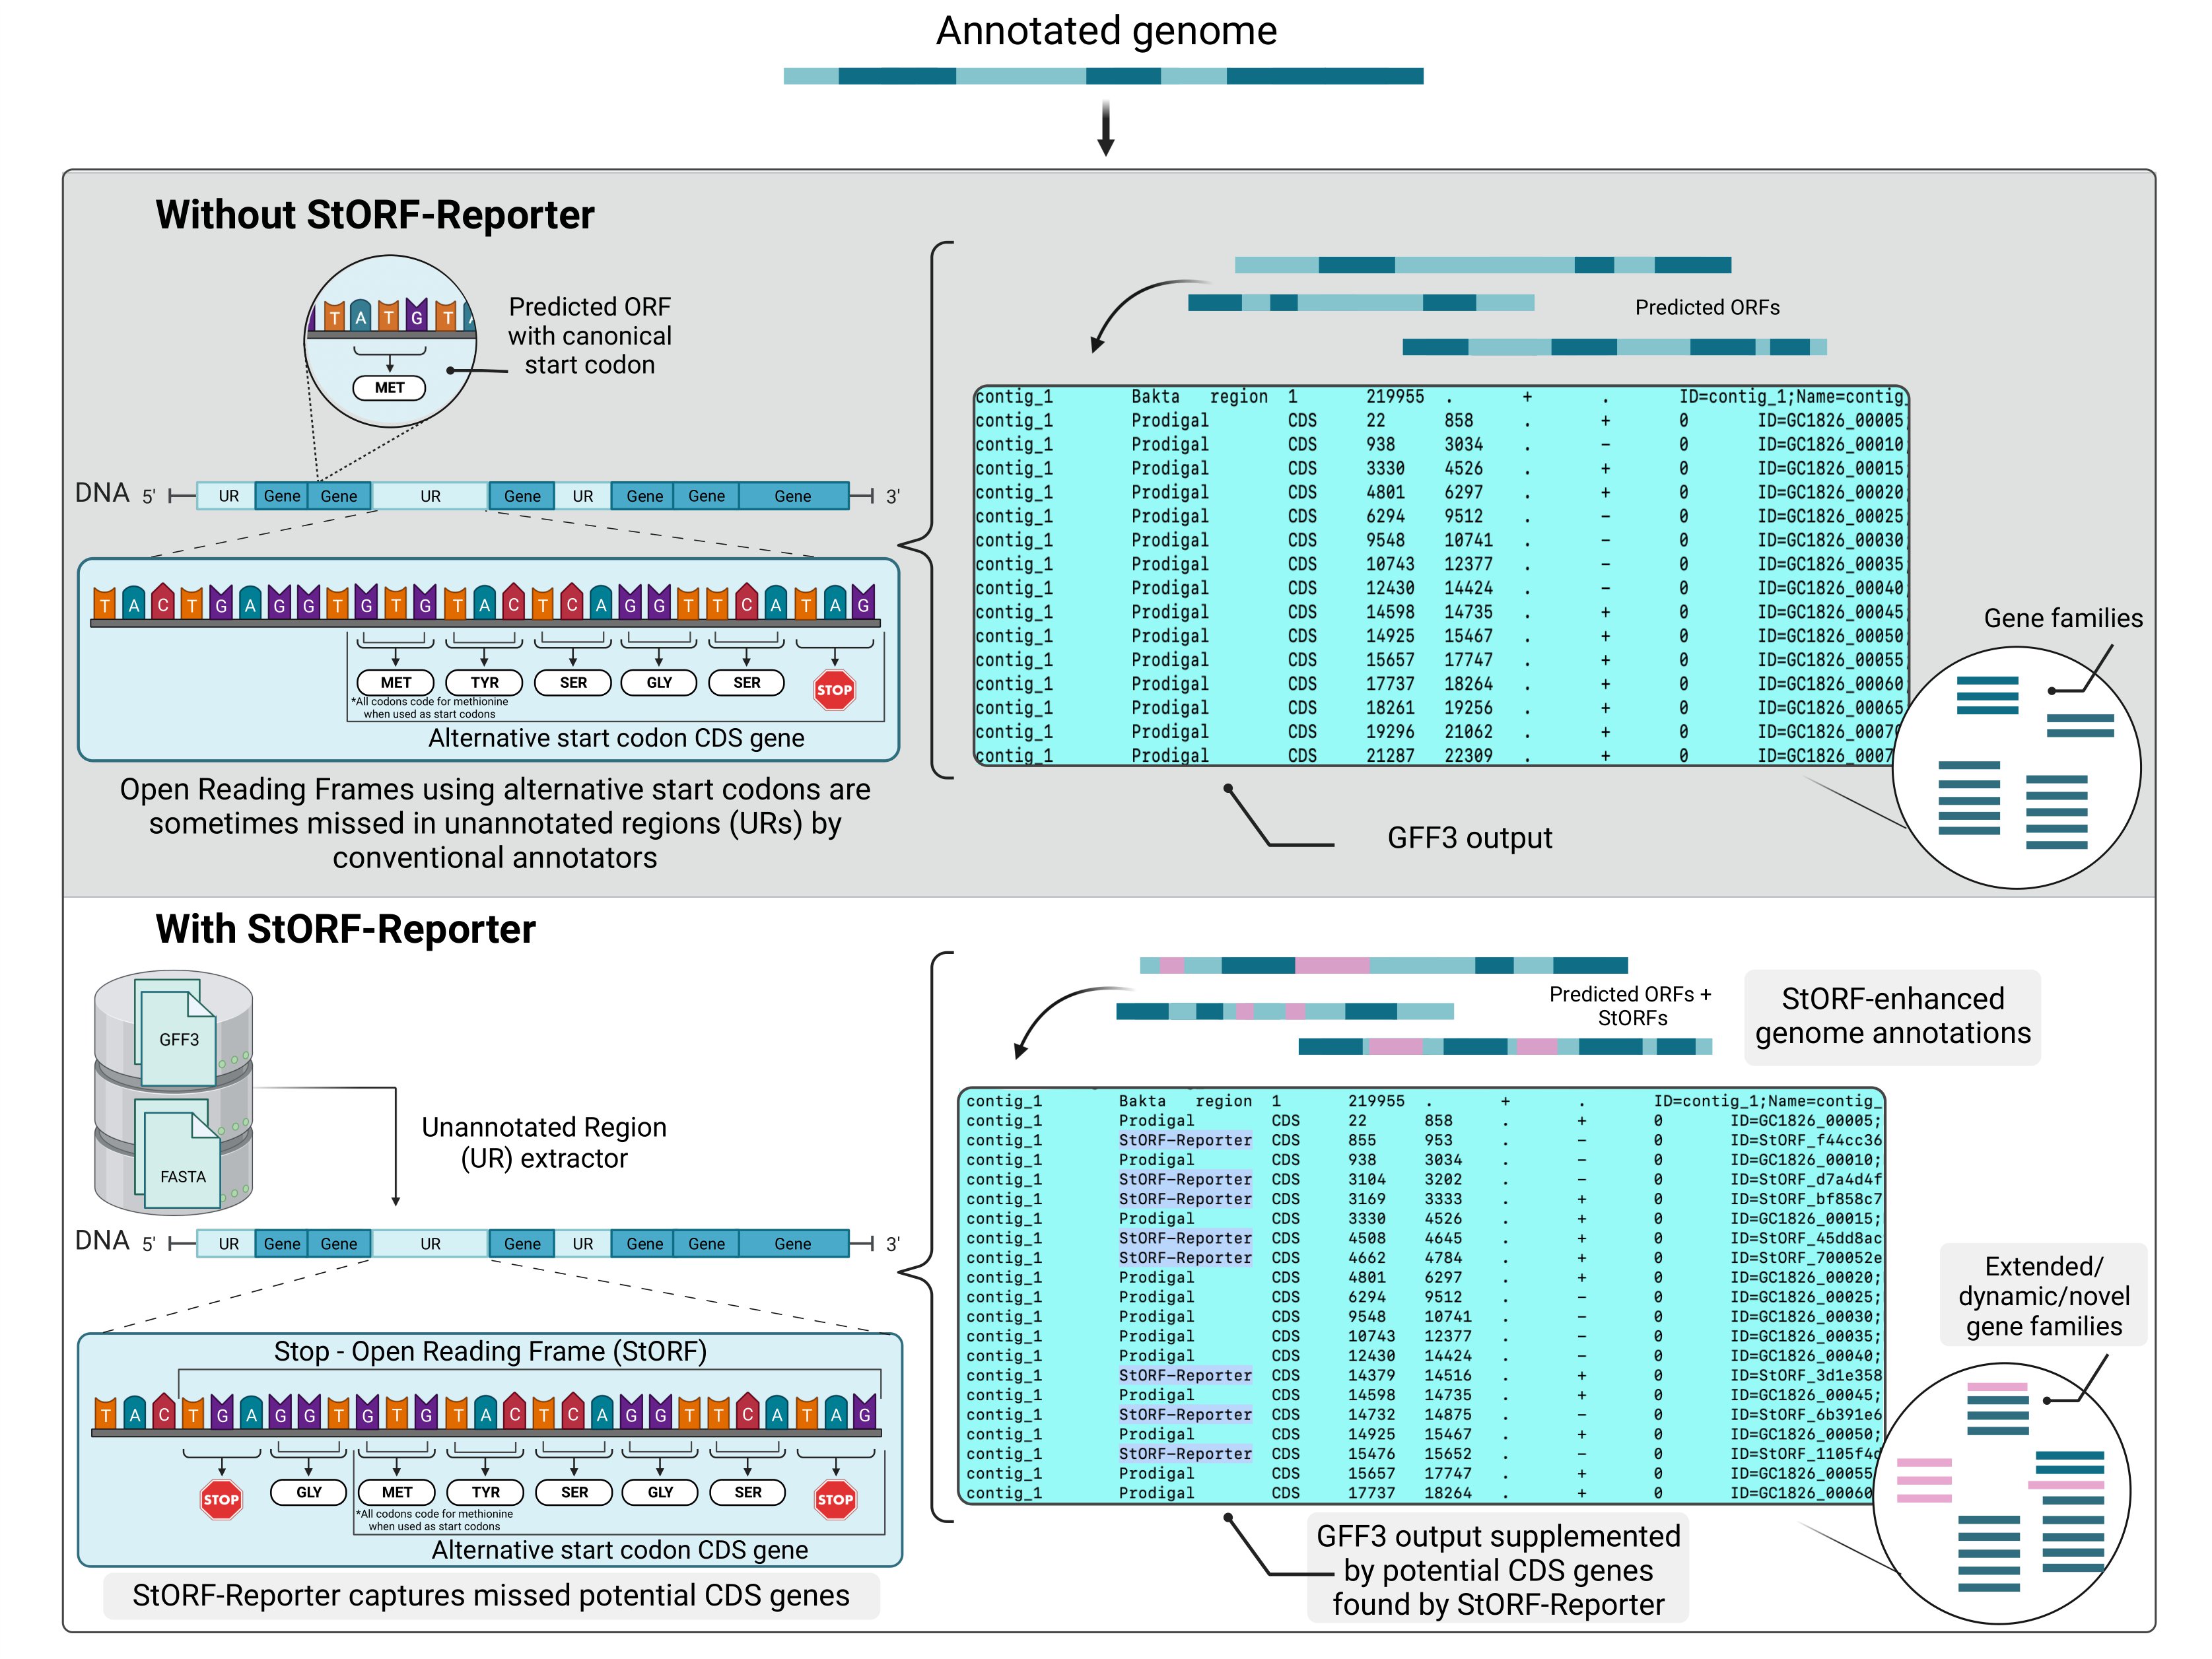 Annotated genome
Without StORF-Reporter
T A T G T A
MET
Predicted ORF
with canonical
start codon
DNA 5' UR Gene Gene UR Gene UR Gene Gene Gene 3'
T A C T G A G G T G T G T A C T C A G G T T C A T A G
MET TYR SER GLY SER STOP
*All codons code for methionine
when used as start codons
Alternative start codon CDS gene
Open Reading Frames using alternative start codons are
sometimes missed in unannotated regions (URs) by
conventional annotators
Predicted ORFs
contig_1 Bakta region 1 219955 . + . ID=contig_1;Name=contig_
contig_1 Prodigal CDS 22 858 . + 0 ID=GC1826_00005;
contig_1 Prodigal CDS 938 3034 . - 0 ID=GC1826_00010;
contig_1 Prodigal CDS 3330 4526 . + 0 ID=GC1826_00015;
contig_1 Prodigal CDS 4801 6297 . + 0 ID=GC1826_00020;
contig_1 Prodigal CDS 6294 9512 . - 0 ID=GC1826_00025;
contig_1 Prodigal CDS 9548 10741 . - 0 ID=GC1826_00030;
contig_1 Prodigal CDS 10743 12377 . - 0 ID=GC1826_00035;
contig_1 Prodigal CDS 12430 14424 . - 0 ID=GC1826_00040;
contig_1 Prodigal CDS 14598 14735 . + 0 ID=GC1826_00045;
contig_1 Prodigal CDS 14925 15467 . + 0 ID=GC1826_00050;
contig_1 Prodigal CDS 15657 17747 . + 0 ID=GC1826_00055;
contig_1 Prodigal CDS 17737 18264 . + 0 ID=GC1826_00060;
contig_1 Prodigal CDS 18261 19256 . + 0 ID=GC1826_00065
contig_1 Prodigal CDS 19296 21062 . + 0 ID=GC1826_00070
contig_1 Prodigal CDS 21287 22309 . + 0 ID=GC1826_0007
Gene families
GFF3 output
With StORF-Reporter
GFF3
FASTA
Unannotated Region
(UR) extractor
DNA 5' UR Gene Gene UR Gene UR Gene Gene Gene 3'
Stop - Open Reading Frame (StORF)
T A C T G A G G T G T G T A C T C A G G T T C A T A G
STOP GLY MET TYR SER GLY SER STOP
*All codons code for methionine
when used as start codons
Alternative start codon CDS gene
StORF-Reporter captures missed potential CDS genes
Predicted ORFs +
StORFs
StORF-enhanced
genome annotations
contig_1 Bakta region 1 219955 . + . ID=contig_1;Name=contig_
contig_1 Prodigal CDS 22 858 . + 0 ID=GC1826_00005;
contig_1 StORF-Reporter CDS 855 953 . - 0 ID=StORF_f44cc36
contig_1 Prodigal CDS 938 3034 . - 0 ID=GC1826_00010;
contig_1 StORF-Reporter CDS 3104 3202 . - 0 ID=StORF_d7a4d4f
contig_1 StORF-Reporter CDS 3169 3333 . + 0 ID=StORF_bf858c7
contig_1 Prodigal CDS 3330 4526 . + 0 ID=GC1826_00015;
contig_1 StORF-Reporter CDS 4508 4645 . + 0 ID=StORF_45dd8ac
contig_1 StORF-Reporter CDS 4662 4784 . + 0 ID=StORF_700052e
contig_1 Prodigal CDS 4801 6297 . + 0 ID=GC1826_00020;
contig_1 Prodigal CDS 6294 9512 . - 0 ID=GC1826_00025;
contig_1 Prodigal CDS 9548 10741 . - 0 ID=GC1826_00030;
contig_1 Prodigal CDS 10743 12377 . - 0 ID=GC1826_00035;
contig_1 Prodigal CDS 12430 14424 . - 0 ID=GC1826_00040;
contig_1 StORF-Reporter CDS 14379 14516 . + 0 ID=StORF_3d1e358
contig_1 Prodigal CDS 14598 14735 . + 0 ID=GC1826_00045;
contig_1 StORF-Reporter CDS 14732 14875 . - 0 ID=StORF_6b391e6
contig_1 Prodigal CDS 14925 15467 . + 0 ID=GC1826_00050;
contig_1 StORF-Reporter CDS 15476 15652 . - 0 ID=StORF_1105f4c
contig_1 Prodigal CDS 15657 17747 . + 0 ID=GC1826_00055
contig_1 Prodigal CDS 17737 18264 . + 0 ID=GC1826_00060
Extended/
dynamic/novel
gene families
GFF3 output supplemented
by potential CDS genes
found by StORF-Reporter